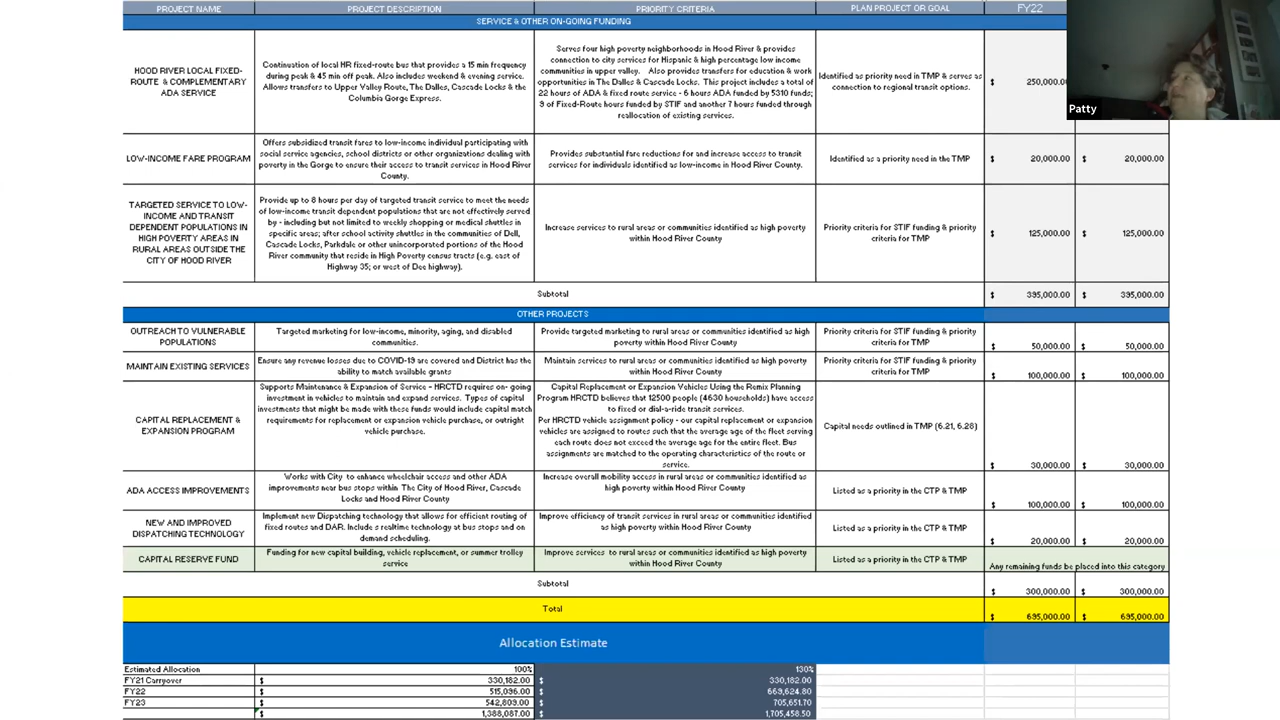 PROJECT NAME
PROJECT DESCRIPTION
PRIORITY CRITERIA
PLAN PROJECT OR GOAL
FY22
SERVICE & OTHER ON-GOING FUNDING
HOOD RIVER LOCAL FIXED-
ROUTE & COMPLEMENTARY
ADA SERVICE
Continuation of local HR fixed-route bus that provides a 15 min frequency
during peak & 45 min off peak. Also includes weekend & evening service.
Allows transfers to Upper Valley Route, The Dalles, Cascade Locks & the
Columbia Gorge Express.
Serves four high poverty neighborhoods in Hood River & provides
connection to city services for Hispanic & high percentage low income
communities in upper valley. Also provides transfers for education & work
opportunities in The Dalles & Cascade Locks. This project includes a total of
22 hours of ADA & fixed route service - 6 hours ADA funded by 5310 funds;
9 of Fixed-Route hours funded by STIF and another 7 hours funded through
reallocation of existing services.
Identified as priority need in TMP & serves as
connection to regional transit options.
$ 250,000.00
Patty
LOW-INCOME FARE PROGRAM
Offers subsidized transit fares to low-income individual participating with
social service agencies, school districts or other organizations dealing with
poverty in the Gorge to ensure their access to transit services in Hood River
County.
Provides substantial fare reductions for and increase access to transit
services for individuals identified as low-income in Hood River County.
Identified as a priority need in the TMP
$ 20,000.00
$ 20,000.00
TARGETED SERVICE TO LOW-
INCOME AND TRANSIT
DEPENDENT POPULATIONS IN
HIGH POVERTY AREAS IN
RURAL AREAS OUTSIDE THE
CITY OF HOOD RIVER
Provide up to 8 hours per day of targeted transit service to meet the needs
of low-income transit dependent populations that are not effectively served
by - including but not limited to weekly shopping or medical shuttles in
specific areas; after school activity shuttles in the communities of Dell,
Cascade Locks, Parkdale or other unincorporated portions of the Hood
River community that reside in High Poverty census tracts (e.g. east of
Highway 35; or west of Dee highway).
Increase services to rural areas or communities identified as high poverty
within Hood River County
Priority criteria for STIF funding & priority
criteria for TMP
$ 125,000.00
$ 125,000.00
Subtotal
$ 395,000.00
$ 395,000.00
OTHER PROJECTS
OUTREACH TO VULNERABLE
POPULATIONS
Targeted marketing for low-income, minority, aging, and disabled
communities.
Provide targeted marketing to rural areas or communities identified as high
poverty within Hood River County
Priority criteria for STIF funding & priority
criteria for TMP
$ 50,000.00
$ 50,000.00
MAINTAIN EXISTING SERVICES
Ensure any revenue losses due to COVID-19 are covered and District has the
ability to match available grants
Maintain services to rural areas or communities identified as high poverty
within Hood River County
Priority criteria for STIF funding & priority
criteria for TMP
$ 100,000.00
$ 100,000.00
CAPITAL REPLACEMENT &
EXPANSION PROGRAM
Supports Maintenance & Expansion of Service - HRCTD requires on- going
investment in vehicles to maintain and expand services. Types of capital
investments that might be made with these funds would include capital match
requirements for replacement or expansion vehicle purchase, or outright
vehicle purchase.
Capital Replacement or Expansion Vehicles Using the Remix Planning
Program HRCTD believes that 12500 people (4630 households) have access
to fixed or dial-a-ride transit services.
Per HRCTD vehicle assignment policy - our capital replacement or expansion
vehicles are assigned to routes such that the average age of the fleet serving
each route does not exceed the average age for the entire fleet. Bus
assignments are matched to the operating characteristics of the route or
service.
Capital needs outlined in TMP (6.21, 6.28)
$ 30,000.00
$ 30,000.00
ADA ACCESS IMPROVEMENTS
Works with City to enhance wheelchair access and other ADA
improvements near bus stops within The City of Hood River, Cascade
Locks and Hood River County
Increase overall mobility access in rural areas or communities identified as
high poverty within Hood River County
Listed as a priority in the CTP & TMP
$ 100,000.00
$ 100,000.00
NEW AND IMPROVED
DISPATCHING TECHNOLOGY
Implement new Dispatching technology that allows for efficient routing of
fixed routes and DAR. Include s realtime technology at bus stops and on
demand scheduling.
Improve efficiency of transit services in rural areas or communities identified
as high poverty within Hood River County
Listed as a priority in the CTP & TMP
$ 20,000.00
$ 20,000.00
CAPITAL RESERVE FUND
Funding for new capital building, vehicle replacement, or summer trolley
service
Improve services to rural areas or communities identified as high poverty
within Hood River County
Listed as a priority in the CTP & TMP
Any remaining funds be placed into this category
Subtotal
$ 300,000.00
$ 300,000.00
Total
$ 695,000.00
$ 695,000.00
Allocation Estimate
Estimated Allocation 100% 130%
FY21 Carryover $ 330,182.00 $ 330,182.00
FY22 $ 515,096.00 $ 669,624.80
FY23 $ 542,809.00 $ 705,651.70
$ 1,388,087.00 $ 1,705,458.50